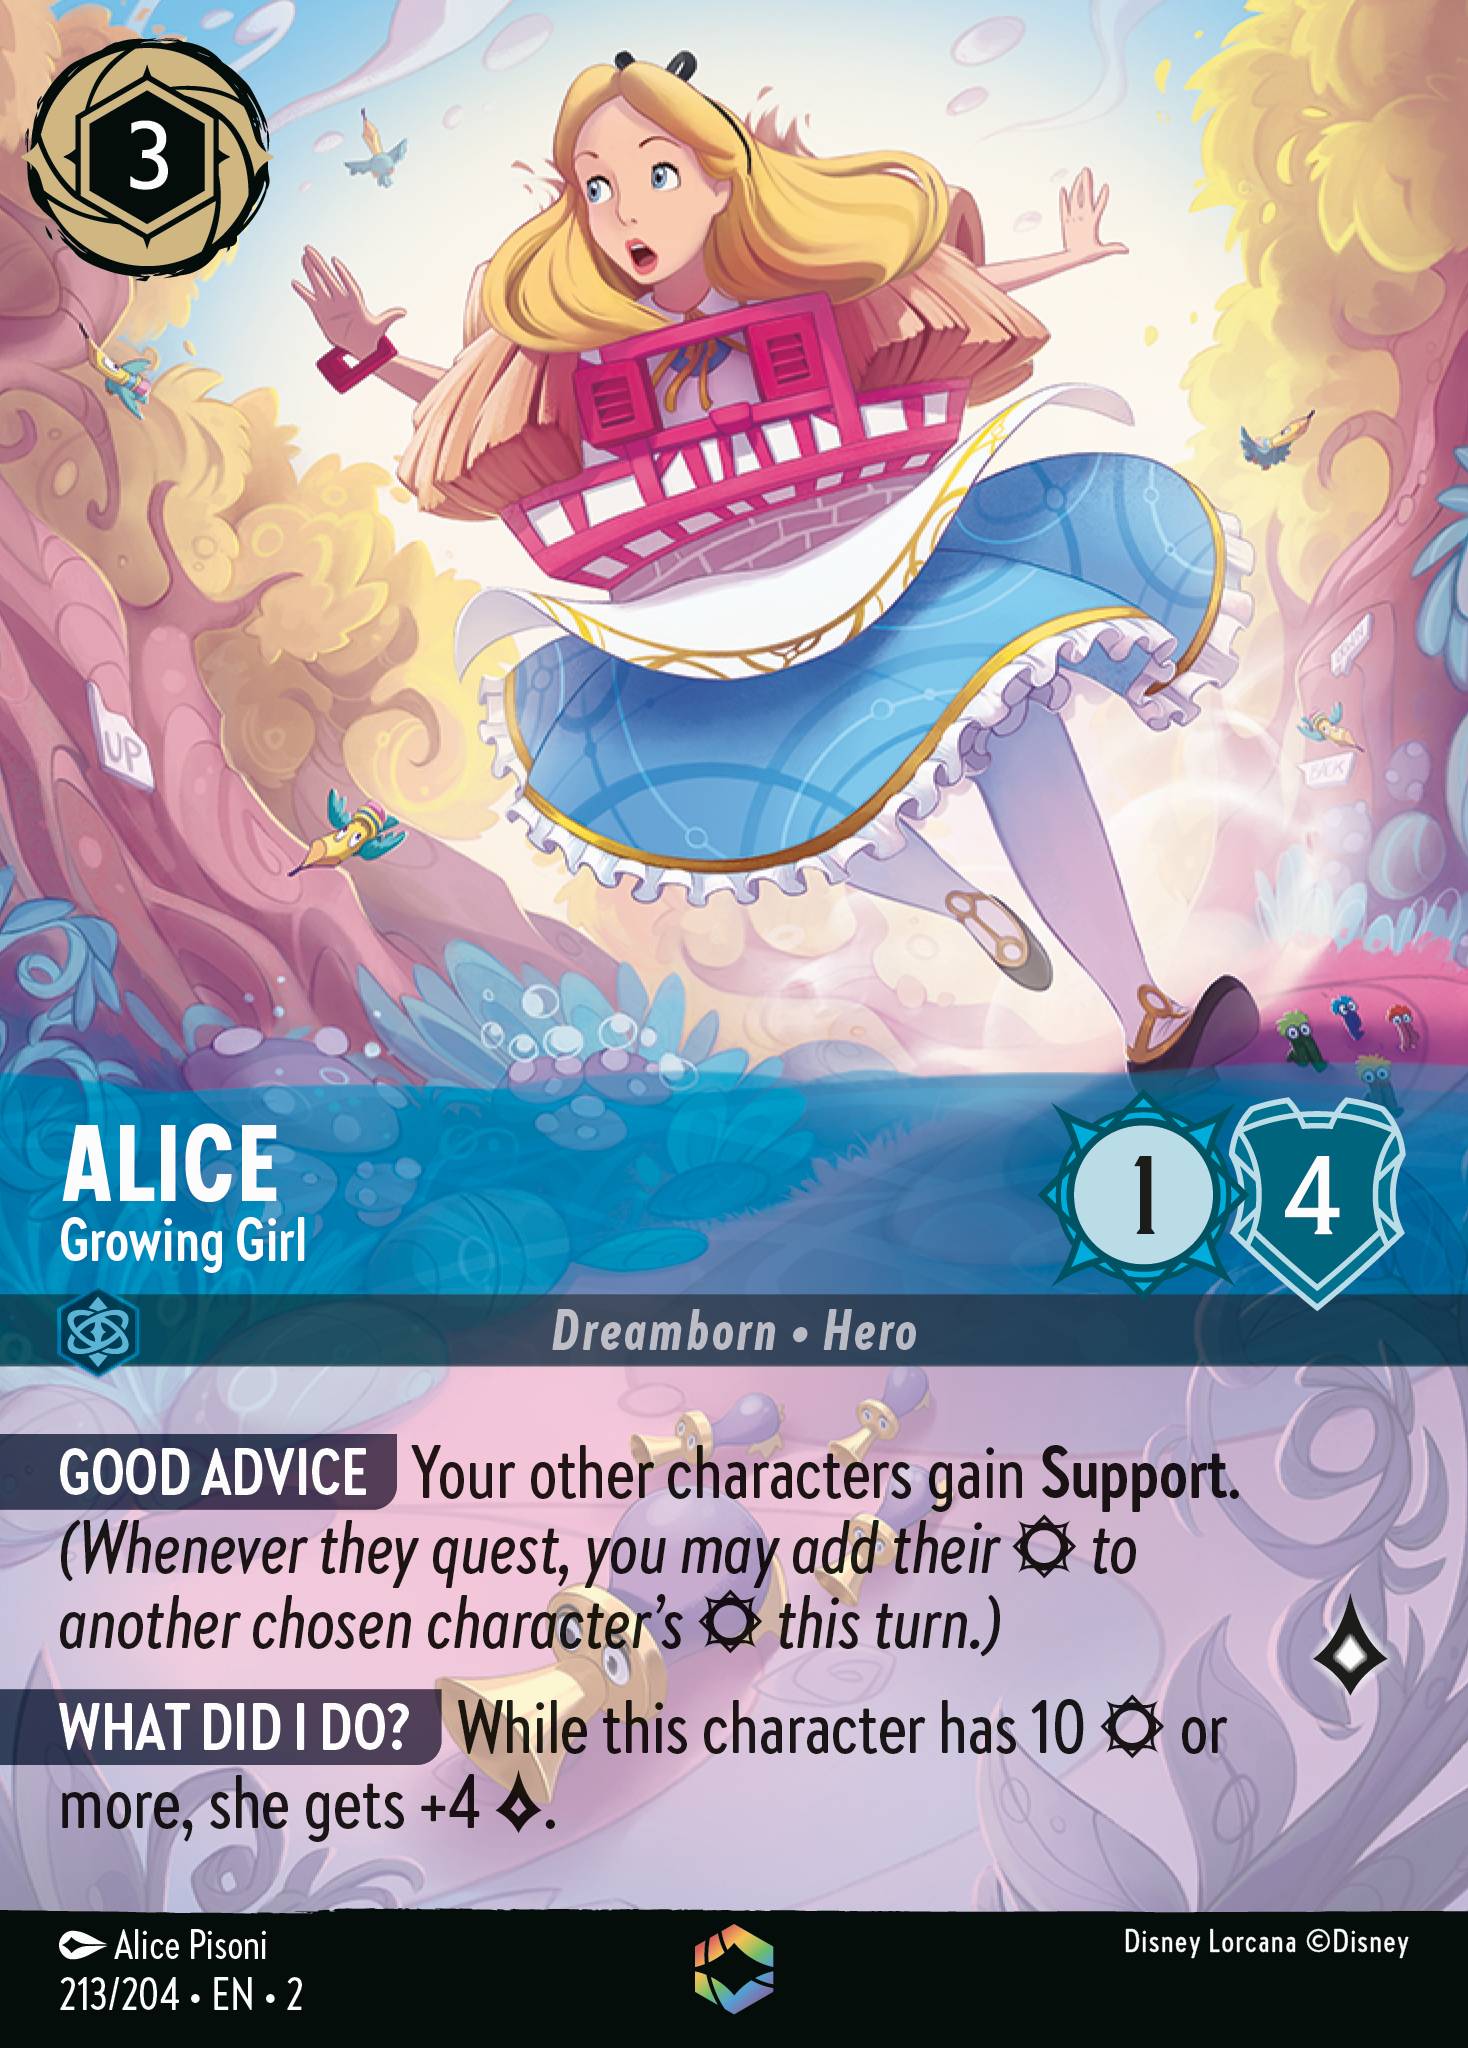 3
UP
BACK
ALICE
Growing Girl
1
4
Dreamborn • Hero
GOOD ADVICE Your other characters gain Support.
(Whenever they quest, you may add their to
another chosen character's this turn.)
WHAT DID I DO? While this character has 10 or
more, she gets +4 .
Alice Pisoni
Disney Lorcana ©Disney
213/204 • EN • 2